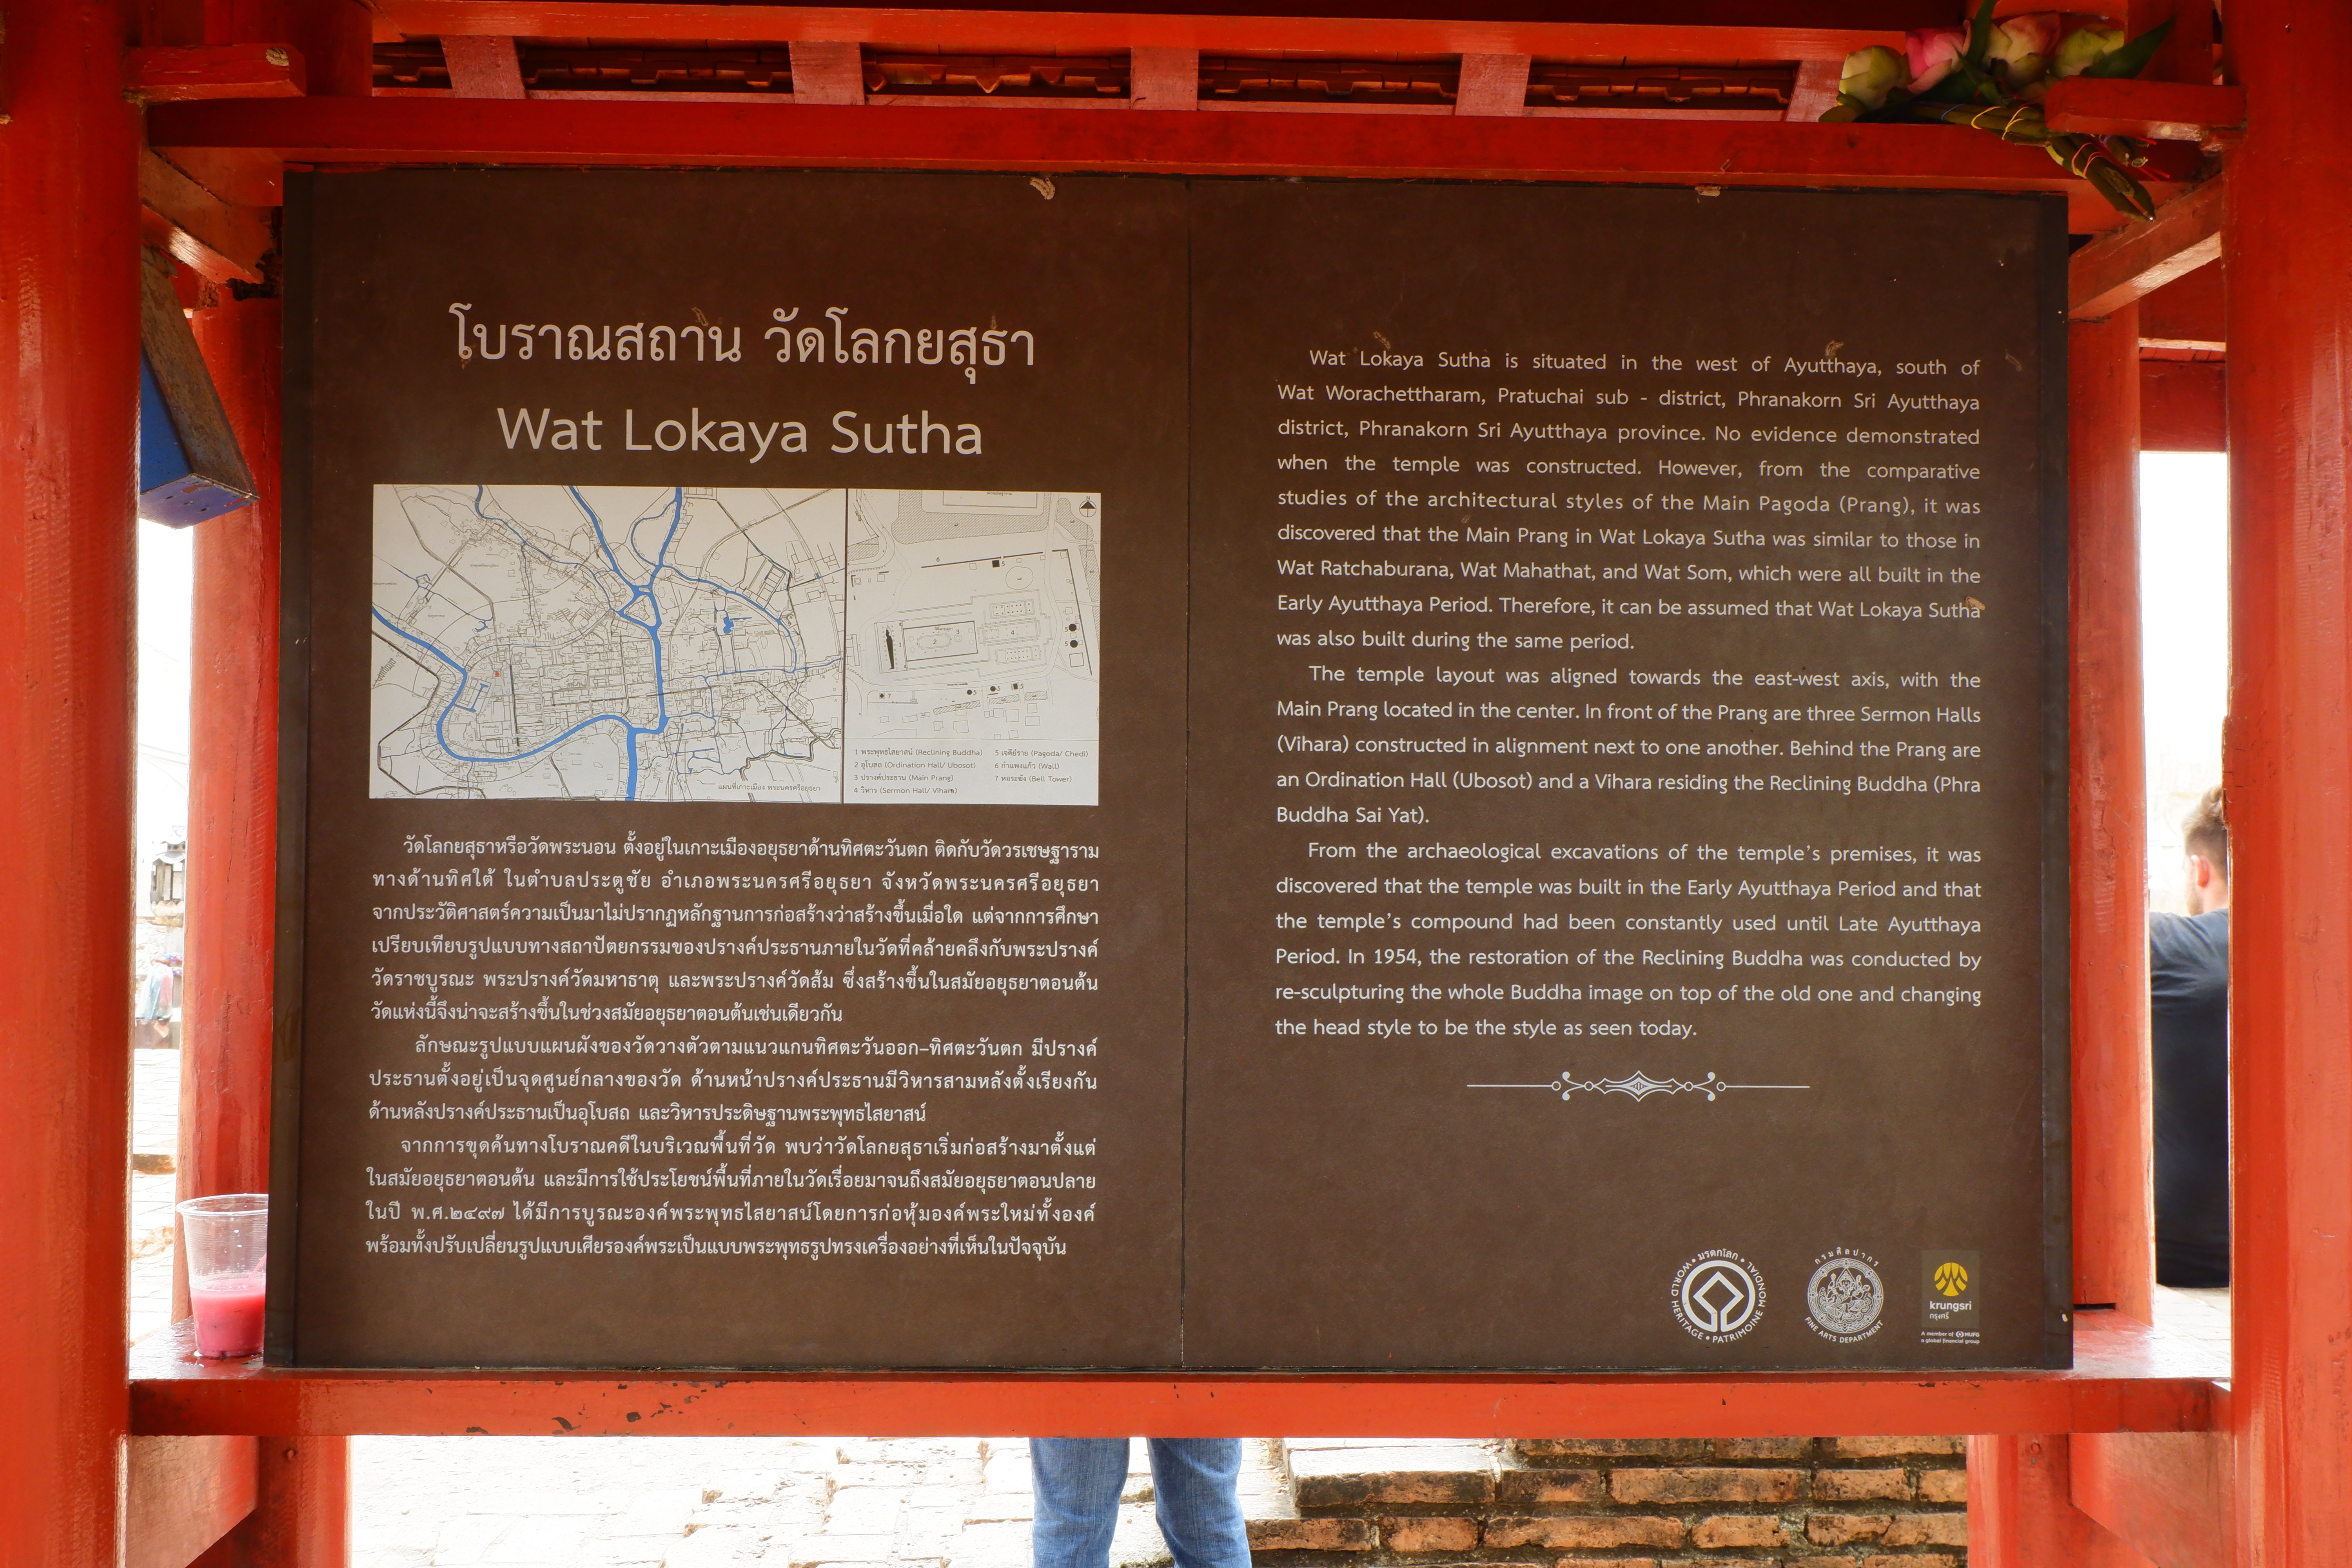 โบราณสถาน วัดโลกยสุธา
Wat Lokaya Sutha
1 พระพุทธไสยาสน์ (Reclining Buddha)
2 อุโบสถ (Ordination Hall/ Ubosot)
3 ปรางค์ประธาน (Main Prang)
4 วิหาร (Sermon Hall/ Vihara)
5 เจดีย์ราย (Pagoda/ Chedi)
6 กำแพงแก้ว (Wall)
7 หอระฆัง (Bell Tower)
แผนที่เกาะเมือง พระนครศรีอยุธยา
วัดโลกยสุธาหรือวัดพระนอน ตั้งอยู่ในเกาะเมืองอยุธยาด้านทิศตะวันตก ติดกับวัดวรเชษฐาราม
ทางด้านทิศใต้ ในตำบลประตูชัย อำเภอพระนครศรีอยุธยา จังหวัดพระนครศรีอยุธยา
จากประวัติศาสตร์ความเป็นมาไม่ปรากฏหลักฐานการก่อสร้างว่าสร้างขึ้นเมื่อใด แต่จากการศึกษา
เปรียบเทียบรูปแบบทางสถาปัตยกรรมของปรางค์ประธานภายในวัดที่คล้ายคลึงกับพระปรางค์
วัดราชบูรณะ พระปรางค์วัดมหาธาตุ และพระปรางค์วัดส้ม ซึ่งสร้างขึ้นในสมัยอยุธยาตอนต้น
วัดแห่งนี้จึงน่าจะสร้างขึ้นในช่วงสมัยอยุธยาตอนต้นเช่นเดียวกัน
ลักษณะรูปแบบแผนผังของวัดวางตัวตามแนวแกนทิศตะวันออก–ทิศตะวันตก มีปรางค์
ประธานตั้งอยู่เป็นจุดศูนย์กลางของวัด ด้านหน้าปรางค์ประธานมีวิหารสามหลังตั้งเรียงกัน
ด้านหลังปรางค์ประธานเป็นอุโบสถ และวิหารประดิษฐานพระพุทธไสยาสน์
จากการขุดค้นทางโบราณคดีในบริเวณพื้นที่วัด พบว่าวัดโลกยสุธาเริ่มก่อสร้างมาตั้งแต่
ในสมัยอยุธยาตอนต้น และมีการใช้ประโยชน์พื้นที่ภายในวัดเรื่อยมาจนถึงสมัยอยุธยาตอนปลาย
ในปี พ.ศ.๒๔๙๗ ได้มีการบูรณะองค์พระพุทธไสยาสน์โดยการก่อหุ้มองค์พระใหม่ทั้งองค์
พร้อมทั้งปรับเปลี่ยนรูปแบบเศียรองค์พระเป็นแบบพระพุทธรูปทรงเครื่องอย่างที่เห็นในปัจจุบัน
Wat Lokaya Sutha is situated in the west of Ayutthaya, south of
Wat Worachettharam, Pratuchai sub - district, Phranakorn Sri Ayutthaya
district, Phranakorn Sri Ayutthaya province. No evidence demonstrated
when the temple was constructed. However, from the comparative
studies of the architectural styles of the Main Pagoda (Prang), it was
discovered that the Main Prang in Wat Lokaya Sutha was similar to those in
Wat Ratchaburana, Wat Mahathat, and Wat Som, which were all built in the
Early Ayutthaya Period. Therefore, it can be assumed that Wat Lokaya Sutha
was also built during the same period.
The temple layout was aligned towards the east-west axis, with the
Main Prang located in the center. In front of the Prang are three Sermon Halls
(Vihara) constructed in alignment next to one another. Behind the Prang are
an Ordination Hall (Ubosot) and a Vihara residing the Reclining Buddha (Phra
Buddha Sai Yat).
From the archaeological excavations of the temple's premises, it was
discovered that the temple was built in the Early Ayutthaya Period and that
the temple's compound had been constantly used until Late Ayutthaya
Period. In 1954, the restoration of the Reclining Buddha was conducted by
re-sculpturing the whole Buddha image on top of the old one and changing
the head style to be the style as seen today.
มรดกโลก • WORLD HERITAGE • PATRIMOINE MONDIAL
กรมศิลปากร
FINE ARTS DEPARTMENT
krungsri
กรุงศรี
A member of MUFG
a global financial group